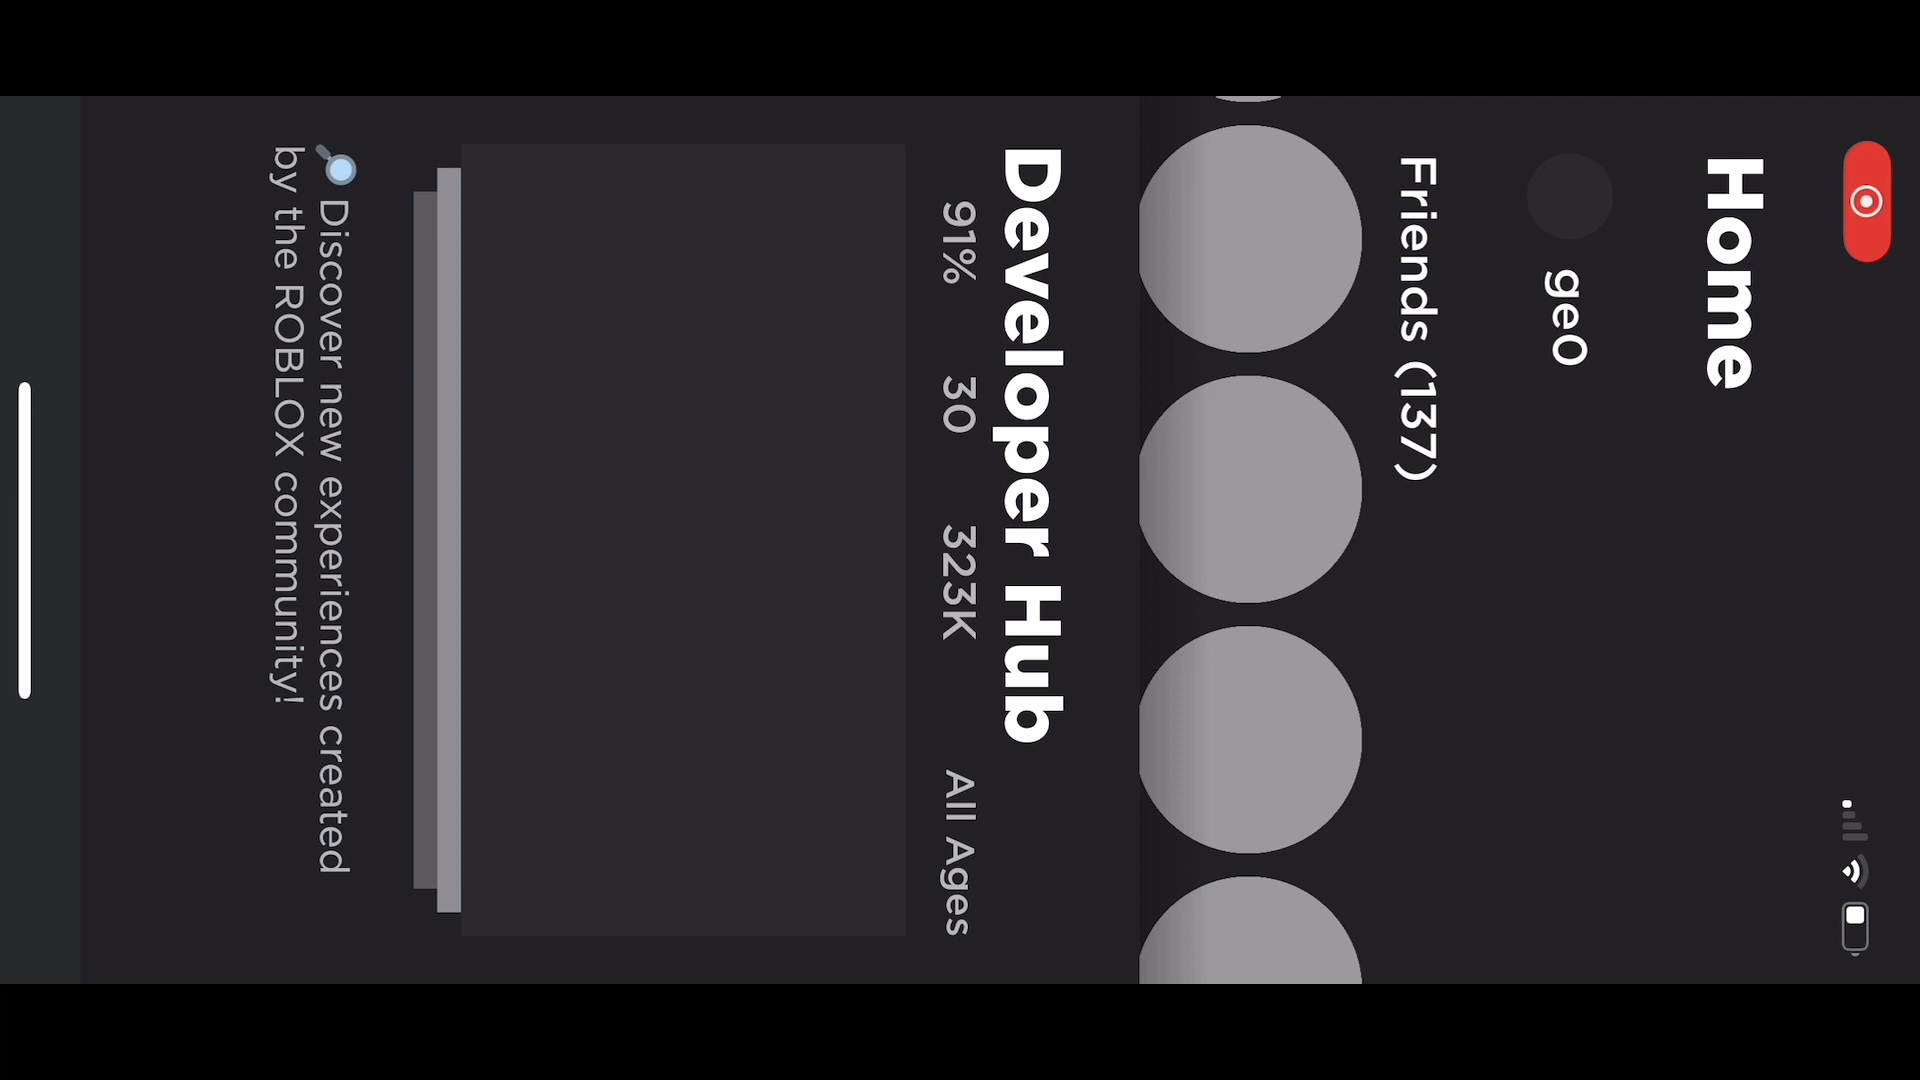 Home
ge0
Friends (137)
Developer Hub
91% 30 323K All Ages
🔍 Discover new experiences created
by the ROBLOX community!